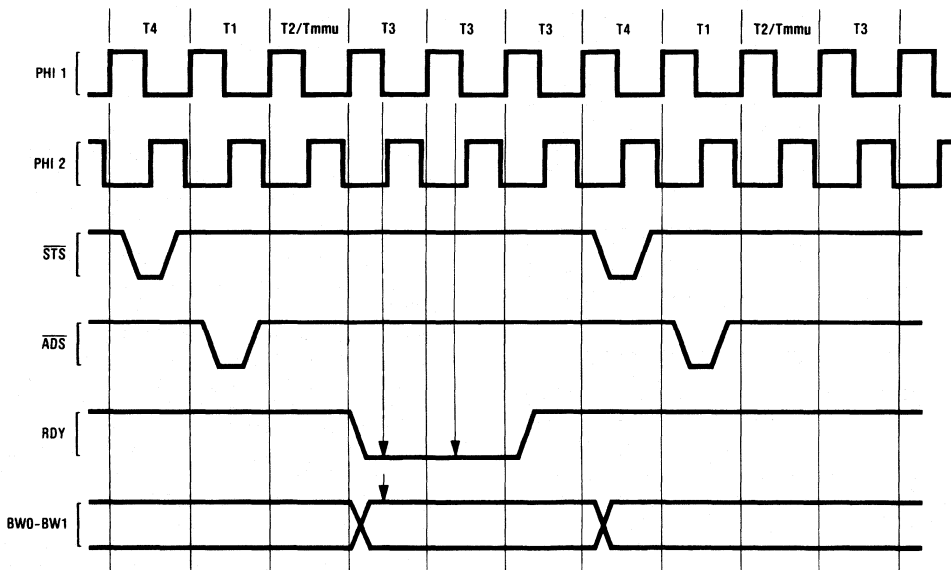 T4 T1 T2/Tmmu T3 T3 T3 T4 T1 T2/Tmmu T3
PHI 1
PHI 2
STS
ADS
RDY
BW0-BW1